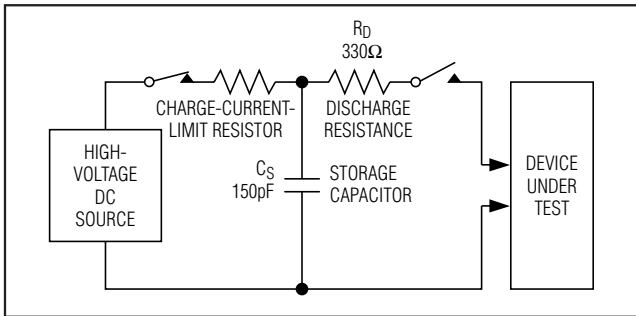 R_D
330Ω
CHARGE-CURRENT-
LIMIT RESISTOR
DISCHARGE
RESISTANCE
HIGH-
VOLTAGE
DC
SOURCE
C_S
150pF
STORAGE
CAPACITOR
DEVICE
UNDER
TEST